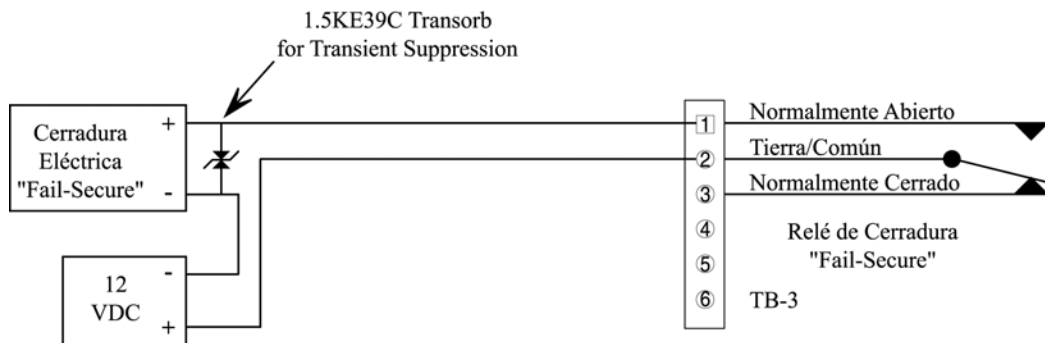 1.5KE39C Transorb
for Transient Suppression
Cerradura
Eléctrica
"Fail-Secure"
+
-
12
VDC
-
+
1
2
3
4
5
6
Normalmente Abierto
Tierra/Común
Normalmente Cerrado
Relé de Cerradura
"Fail-Secure"
TB-3